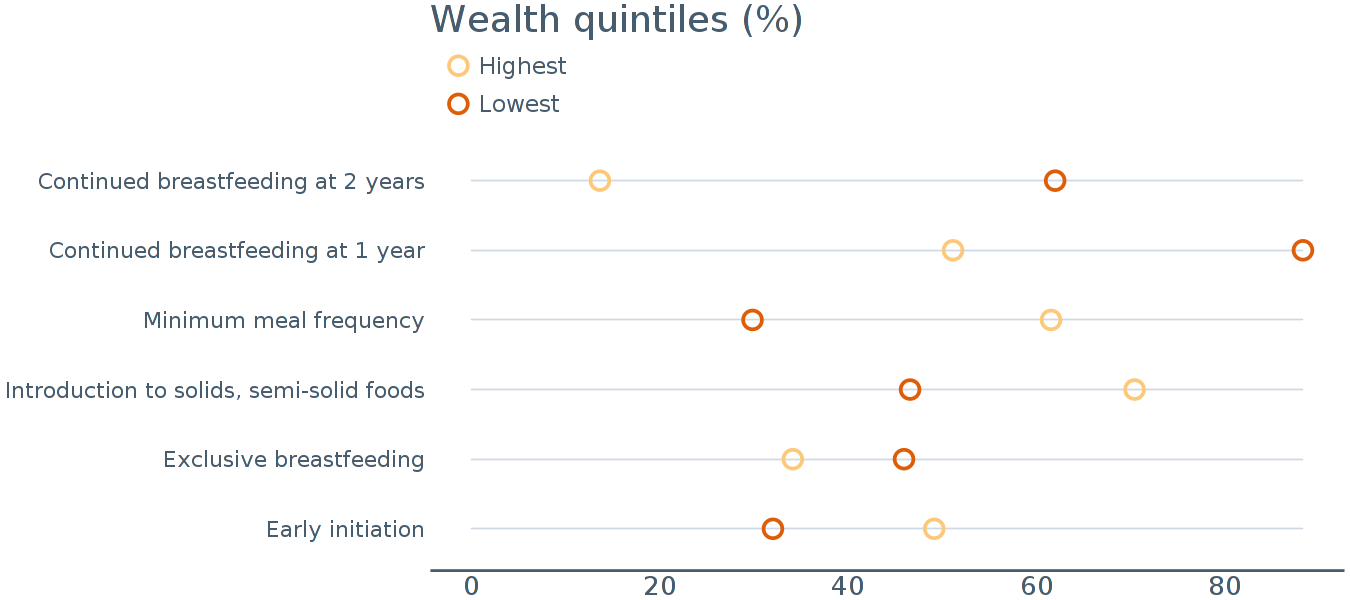 Wealth quintiles (%)
Highest
Lowest
Continued breastfeeding at 2 years
Continued breastfeeding at 1 year
Minimum meal frequency
Introduction to solids, semi-solid foods
Exclusive breastfeeding
Early initiation
0 20 40 60 80